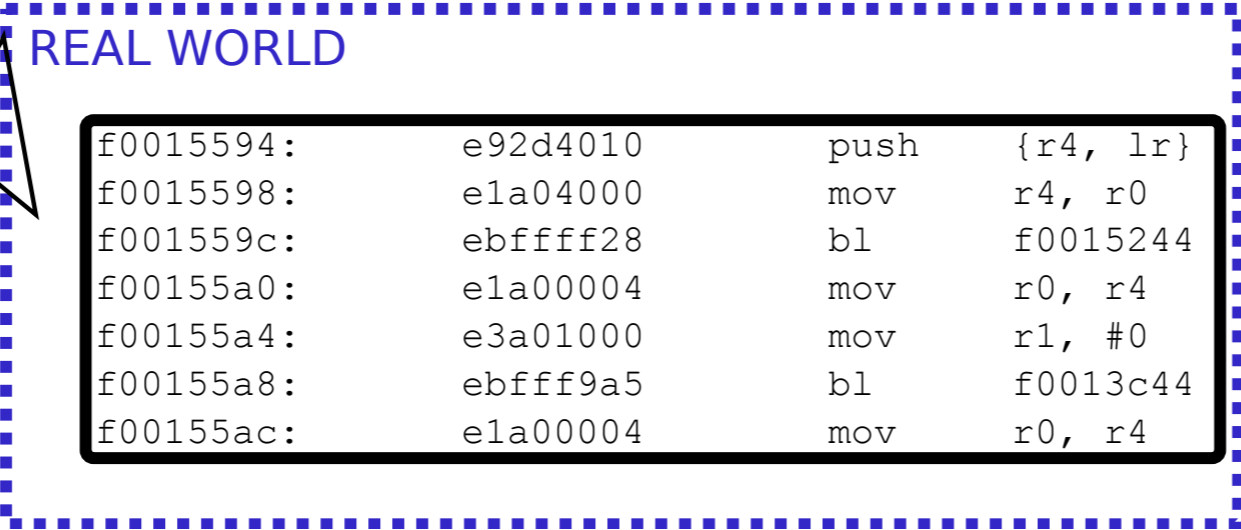 REAL WORLD
f0015594: e92d4010 push {r4, lr}
f0015598: e1a04000 mov r4, r0
f001559c: ebffff28 bl f0015244
f00155a0: e1a00004 mov r0, r4
f00155a4: e3a01000 mov r1, #0
f00155a8: ebfff9a5 bl f0013c44
f00155ac: e1a00004 mov r0, r4